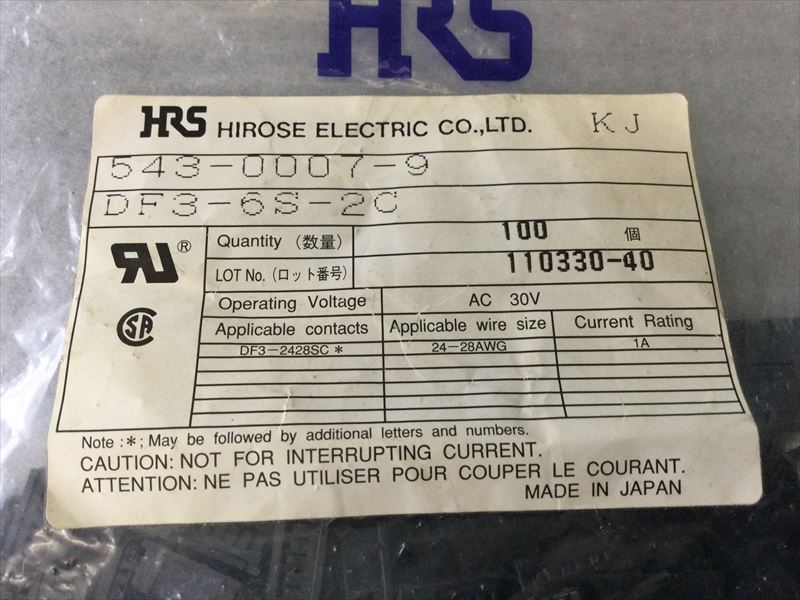 HRS
HRS HIROSE ELECTRIC CO.,LTD. KJ
543-0007-9
DF3-6S-2C
Quantity (数量) 100 個
LOT No. (ロット番号) 110330-40
Operating Voltage AC 30V
Applicable contacts Applicable wire size Current Rating
DF3-2428SC * 24-28AWG 1A
Note :*; May be followed by additional letters and numbers.
CAUTION: NOT FOR INTERRUPTING CURRENT.
ATTENTION: NE PAS UTILISER POUR COUPER LE COURANT.
MADE IN JAPAN
RU ®
SA